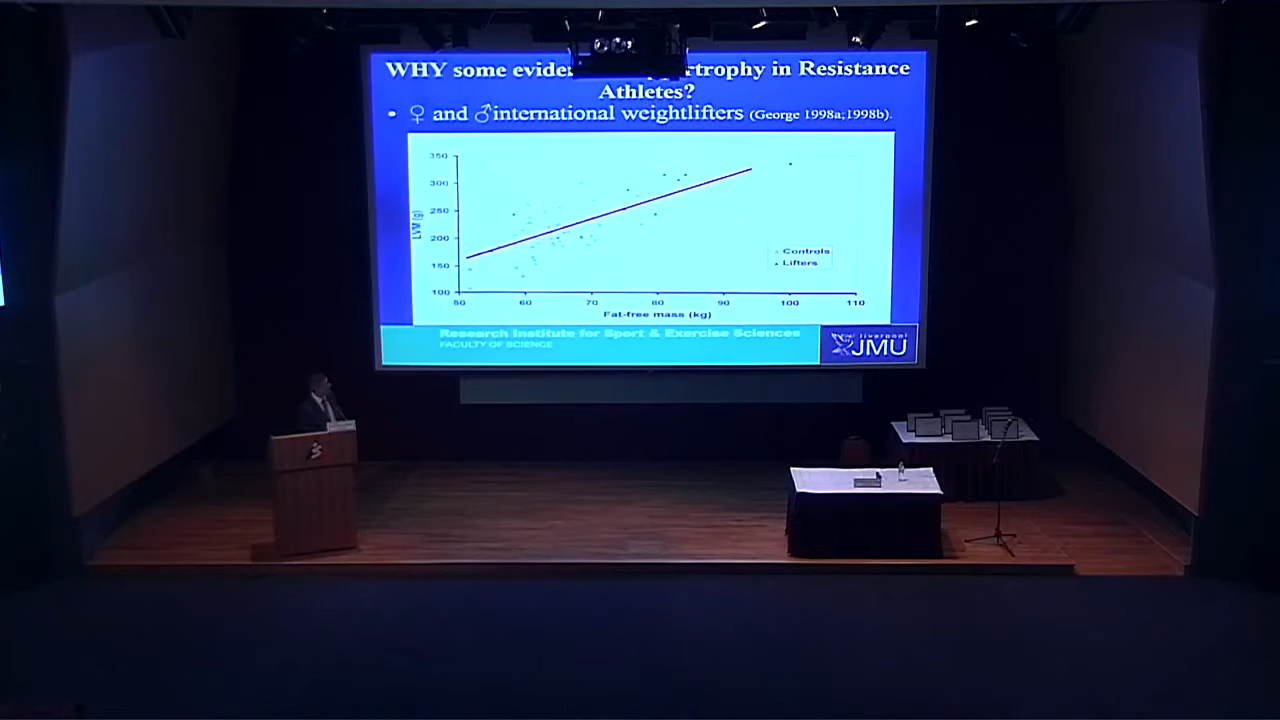 WHY some evide rtrophy in Resistance
Athletes?
• ♀ and ♂international weightlifters (George 1998a;1998b).
350
300
250
200
150
100
LVM (g)
50 60 70 80 90 100 110
Fat-free mass (kg)
Controls
Lifters
Research Institute for Sport & Exercise Sciences
FACULTY OF SCIENCE
liverpool
JMU